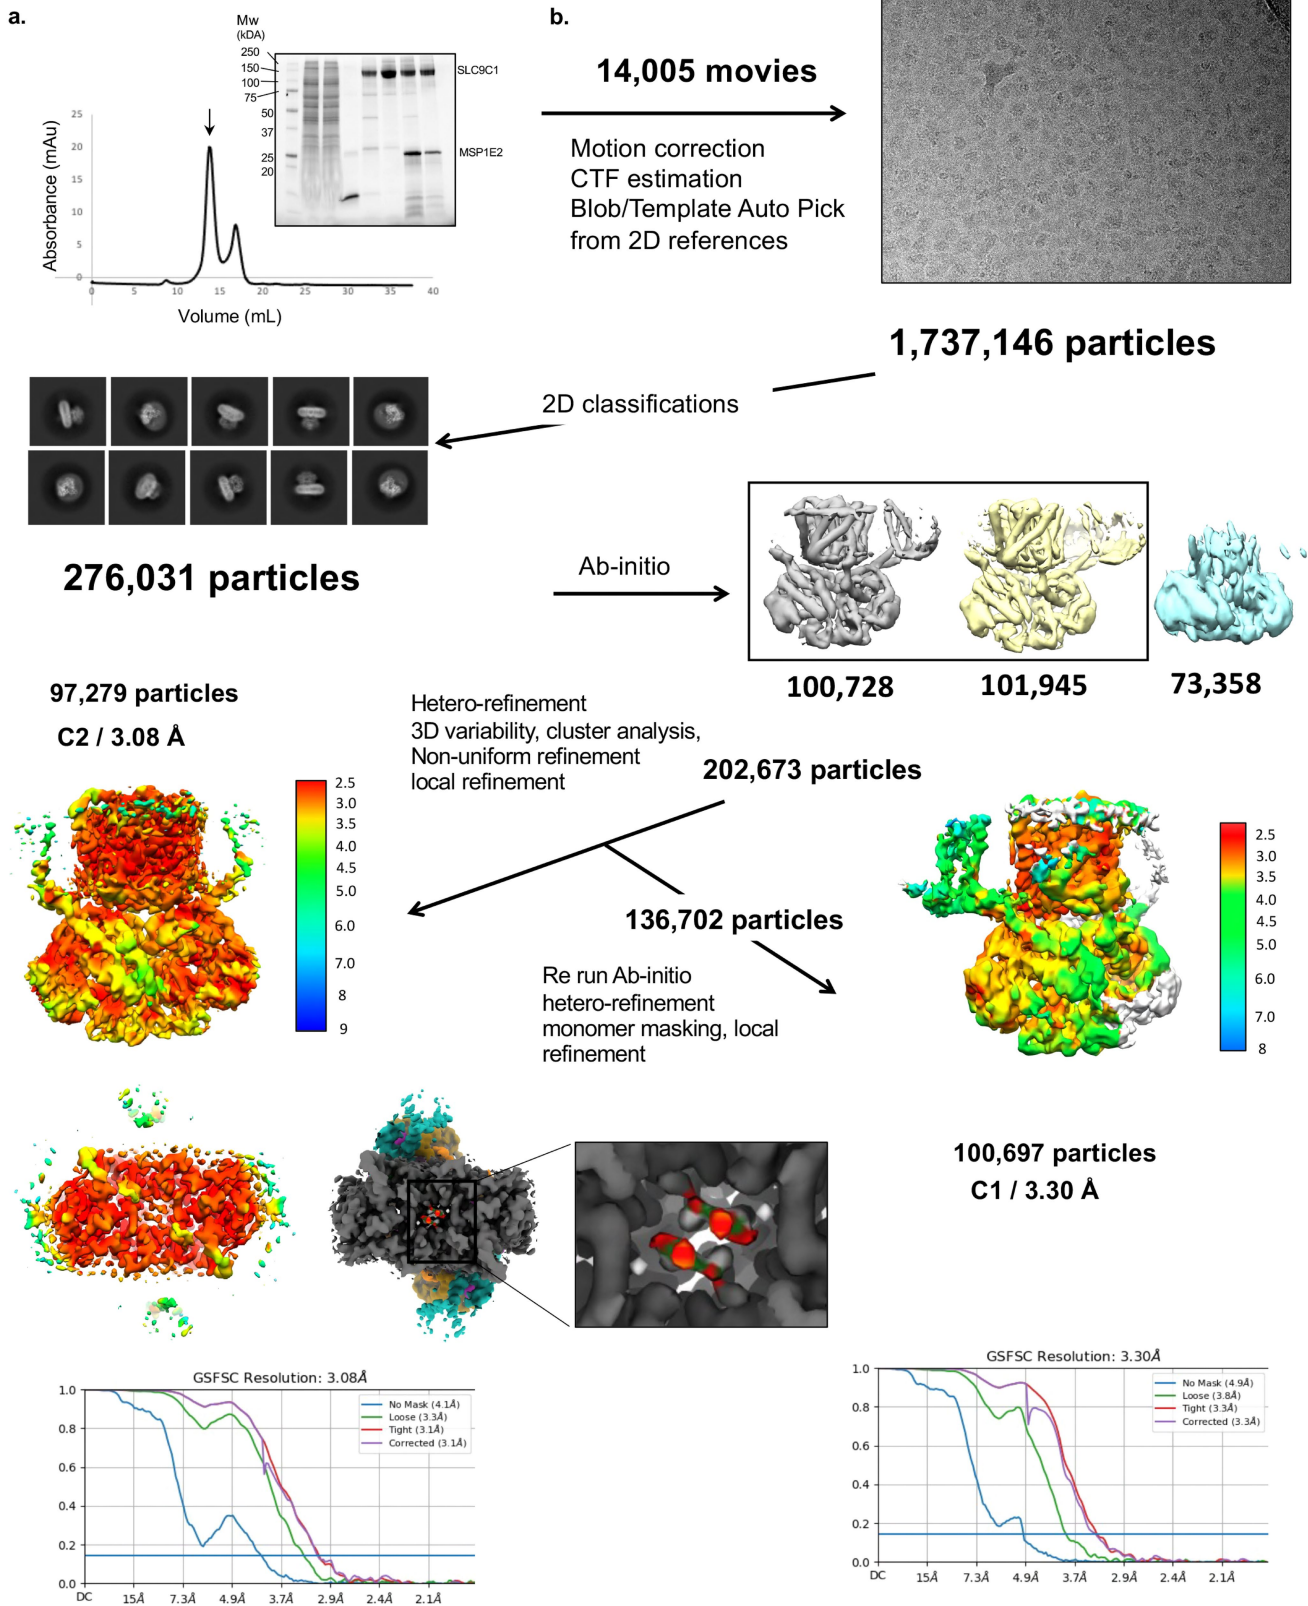 a.
Mw
(kDA)
250
150
100
75
50
37
25
20
SLC9C1
MSP1E2
Absorbance (mAu)
25
20
15
10
5
0
0 5 10 15 20 25 30 35 40
Volume (mL)
b.
14,005 movies
Motion correction
CTF estimation
Blob/Template Auto Pick
from 2D references
1,737,146 particles
2D classifications
276,031 particles
Ab-initio
100,728
101,945
73,358
97,279 particles
C2 / 3.08 Å
Hetero-refinement
3D variability, cluster analysis,
Non-uniform refinement
local refinement
202,673 particles
2.5
3.0
3.5
4.0
4.5
5.0
6.0
7.0
8
9
136,702 particles
Re run Ab-initio
hetero-refinement
monomer masking, local
refinement
2.5
3.0
3.5
4.0
4.5
5.0
6.0
7.0
8
100,697 particles
C1 / 3.30 Å
GSFSC Resolution: 3.08Å
No Mask (4.1Å)
Loose (3.3Å)
Tight (3.1Å)
Corrected (3.1Å)
1.0
0.8
0.6
0.4
0.2
0.0
DC 15Å 7.3Å 4.9Å 3.7Å 2.9Å 2.4Å 2.1Å
GSFSC Resolution: 3.30Å
No Mask (4.9Å)
Loose (3.8Å)
Tight (3.3Å)
Corrected (3.3Å)
1.0
0.8
0.6
0.4
0.2
0.0
DC 15Å 7.3Å 4.9Å 3.7Å 2.9Å 2.4Å 2.1Å